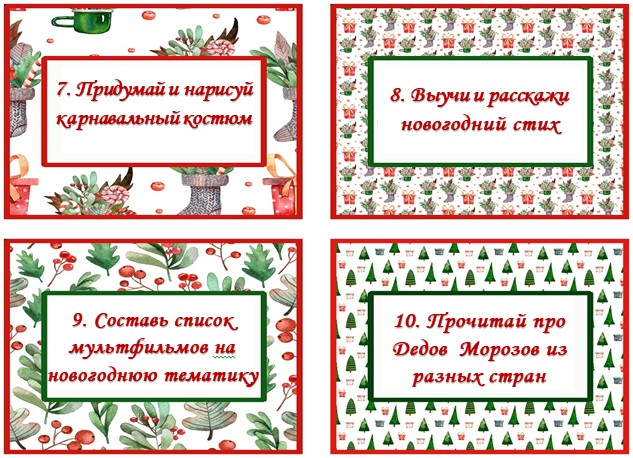 7. Придумай и нарисуй
карнавальный костюм
8. Выучи и расскажи
новогодний стих
9. Составь список
мультфильмов на
новогоднюю тематику
10. Прочитай про
Дедов Морозов из
разных стран